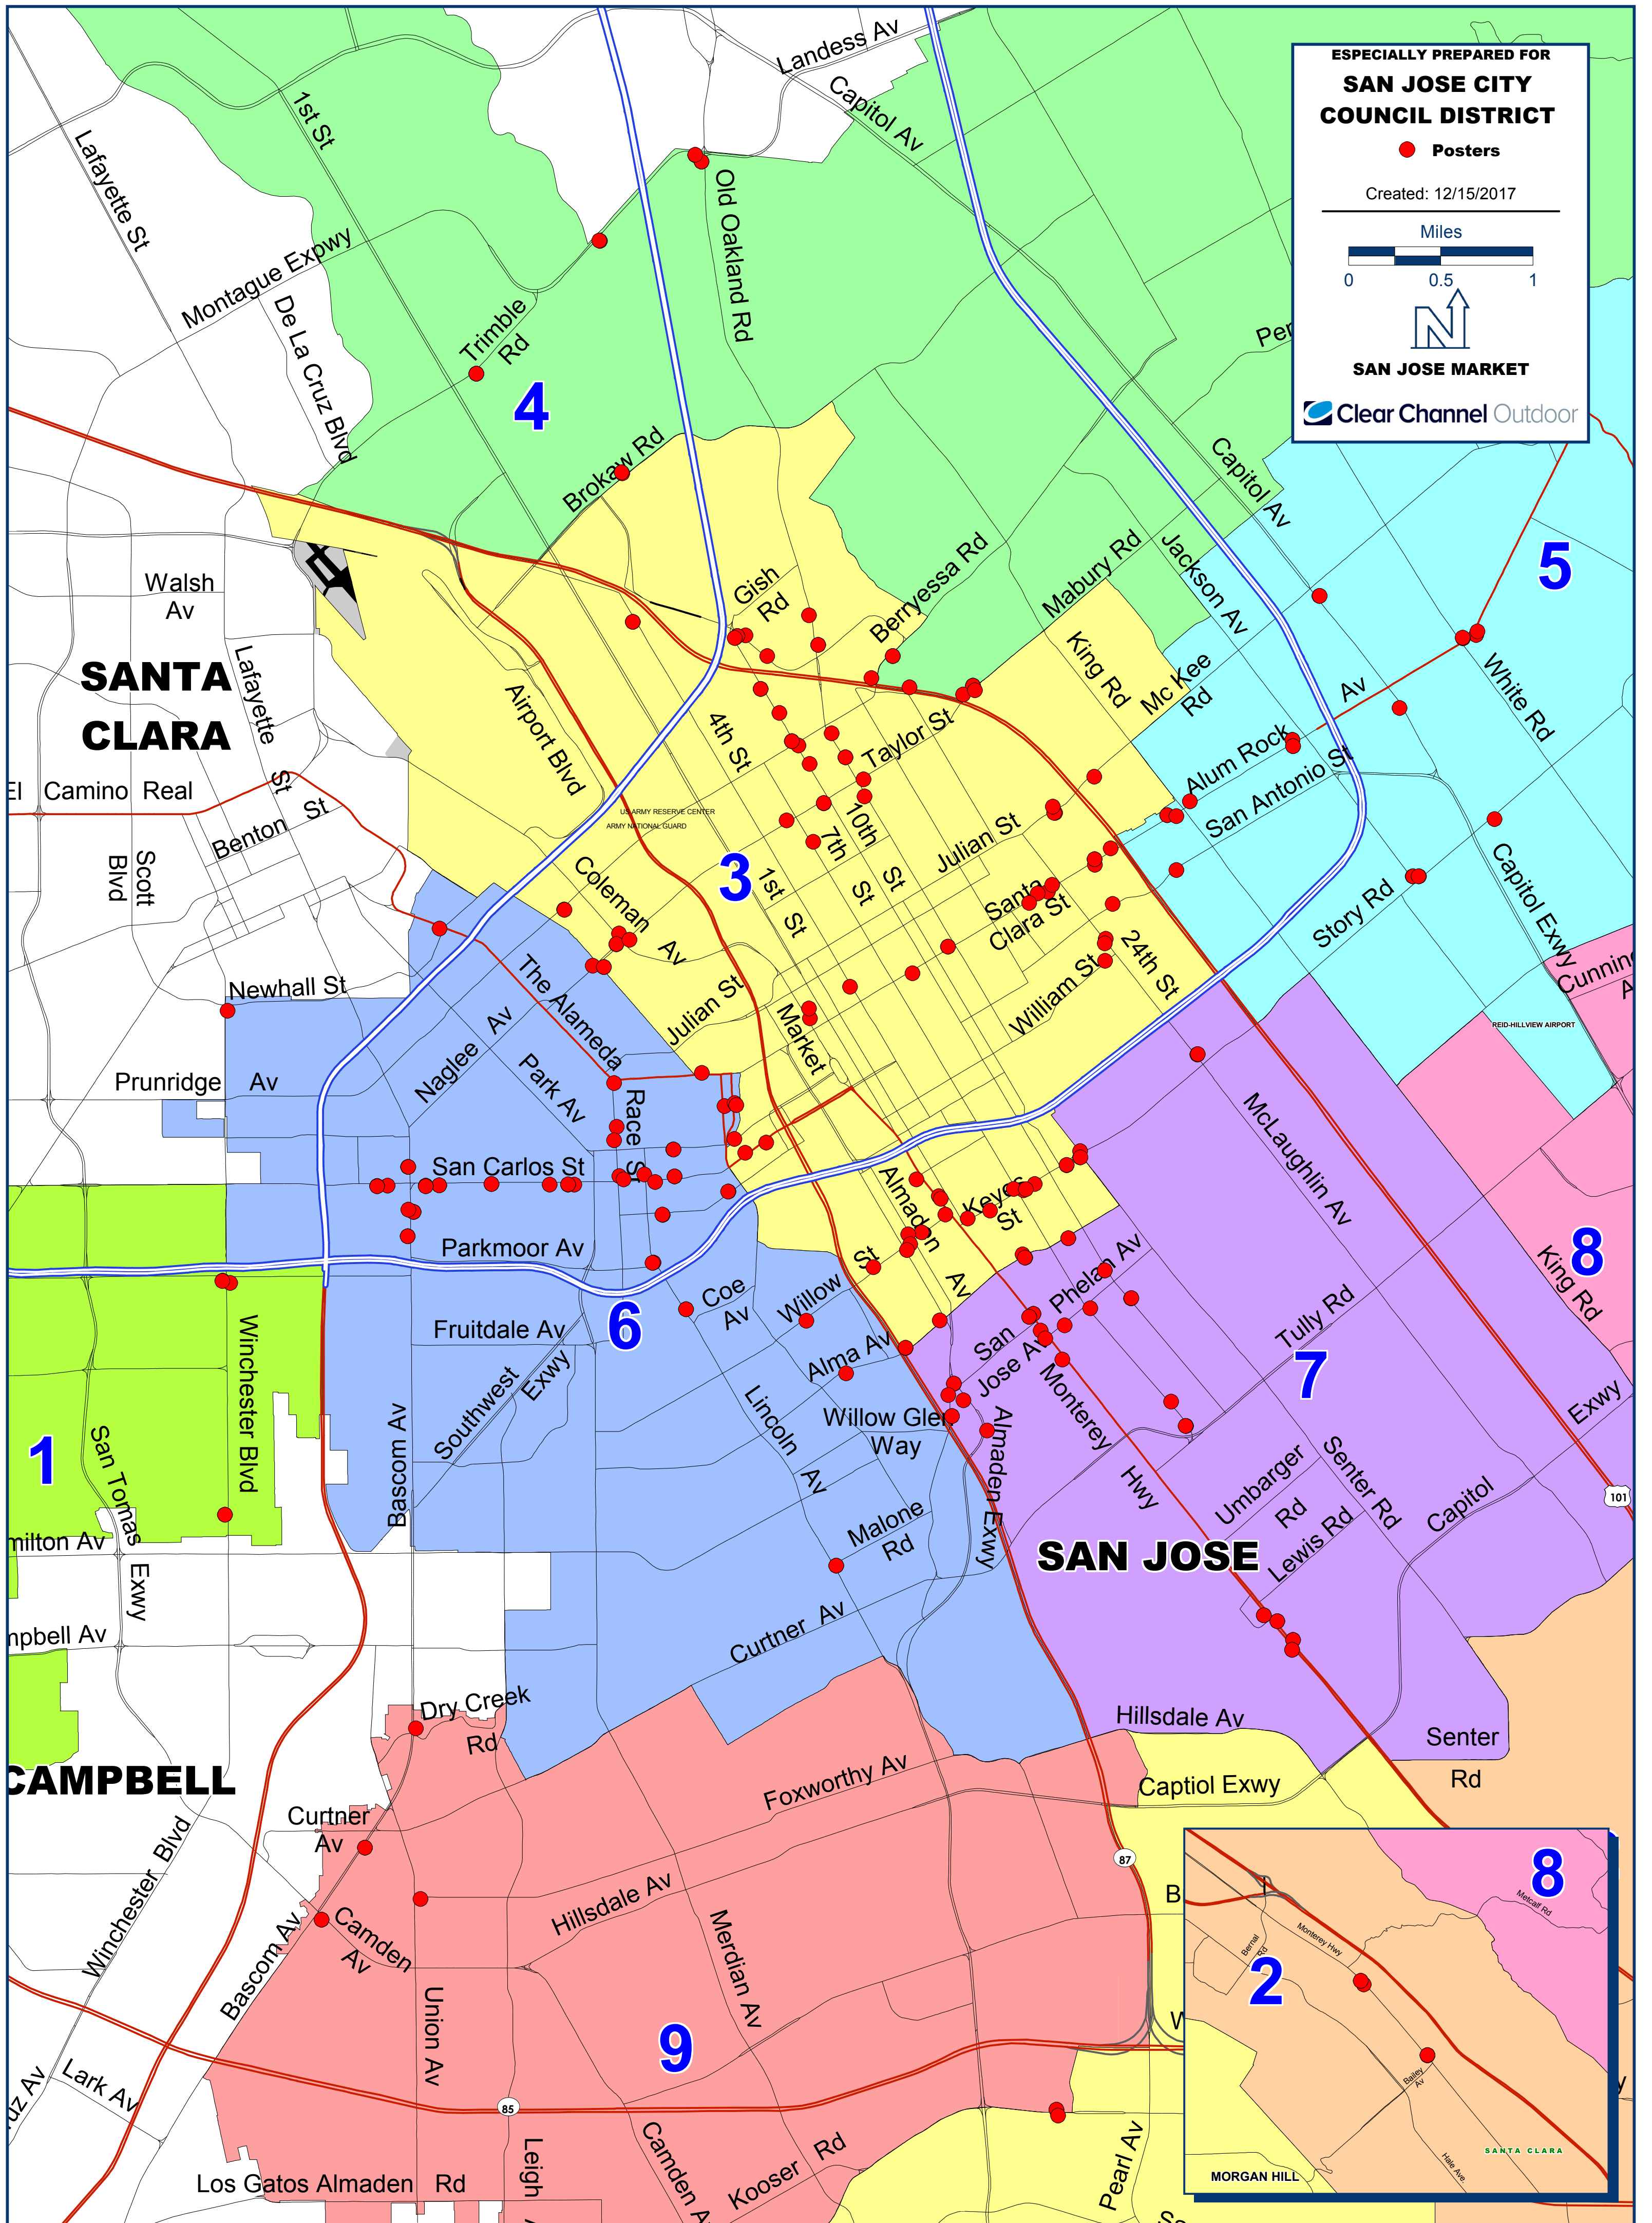 ESPECIALLY PREPARED FOR
SAN JOSE CITY
COUNCIL DISTRICT
Posters
Created: 12/15/2017
Miles
0 0.5 1
N
SAN JOSE MARKET
Clear Channel Outdoor
Landess Av
Capitol Av
1st St
Lafayette St
Old Oakland Rd
Montague Expwy
De La Cruz Blvd
Trimble
Rd
Per
4
Brokaw Rd
Capitol Av
5
Walsh
Av
Gish
Rd
Berryessa Rd
Mabury Rd
Jackson Av
SANTA
CLARA
Lafayette
St
King Rd
Mc Kee
Rd
White Rd
Airport Blvd
4th St
Taylor St
Av
Alum Rock
San Antonio St
El Camino Real
US ARMY RESERVE CENTER
ARMY NATIONAL GUARD
Benton St
Scott
Blvd
10th
St
7th
St
Julian St
3
1st
St
Coleman
Av
Santa
Clara St
Story Rd
Capitol Exwy
Cunnin
A
24th St
William St
The Alameda
Newhall St
Julian St
Market
REID-HILLVIEW AIRPORT
Naglee Av
Park Av
Prunridge Av
Race St
McLaughlin Av
San Carlos St
Almaden
Av
Keyes
St
Parkmoor Av
Phelan Av
8
King Rd
Willow St
Coe
Av
6
Fruitdale Av
Winchester Blvd
Southwest
Exwy
Alma Av
San
Jose Av
Tully Rd
7
Monterey
Hwy
1
San Tomas
Exwy
Bascom Av
Lincoln
Av
Willow Glen
Way
Almaden Exwy
Umbarger
Rd
Senter Rd
Capitol
Exwy
101
Lewis Rd
milton Av
Malone
Rd
SAN JOSE
mpbell Av
Curtner Av
Dry Creek
Rd
Hillsdale Av
Senter
Rd
CAMPBELL
Foxworthy Av
Captiol Exwy
Curtner
Av
Winchester Blvd
87
Hillsdale Av
B
Camden
Av
Bascom Av
Merdian Av
Union Av
9
W
Lark Av
uz Av
85
Los Gatos Almaden Rd
Leigh
Camden A
Kooser Rd
Pearl Av
8
Metcalf Rd
Monterey Hwy
Bernal
Rd
2
Bailey
Av
SANTA CLARA
Hale Ave.
MORGAN HILL
y